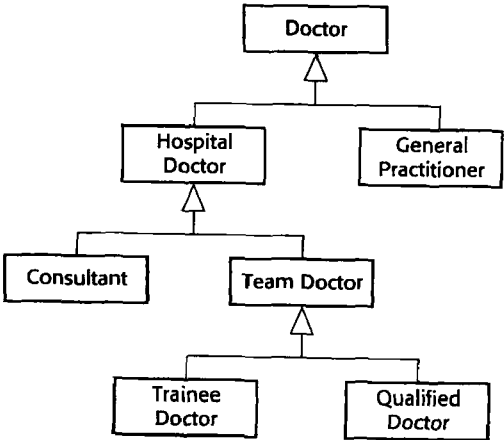 Doctor
Hospital
Doctor
General
Practitioner
Consultant
Team Doctor
Trainee
Doctor
Qualified
Doctor